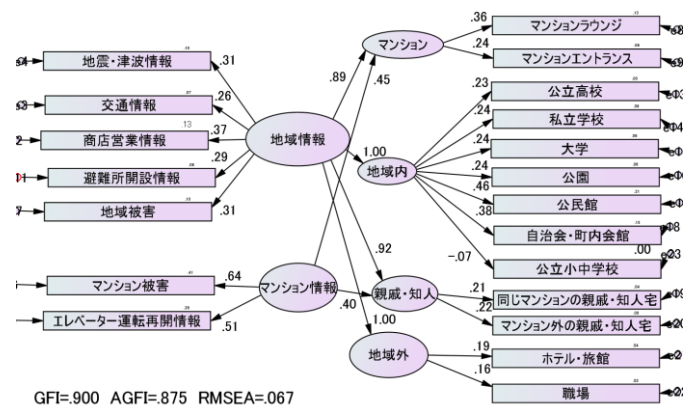 地震・津波情報
.31
交通情報
.26
商店営業情報
.13
.37
避難所開設情報
.29
地域被害
.31
マンション被害
.64
エレベーター運転再開情報
.51
地域情報
マンション情報
.89
.45
1.00
.92
.40
1.00
マンション
地域内
親戚・知人
地域外
.36
マンションラウンジ
.24
マンションエントランス
.23
公立高校
.24
私立学校
.24
大学
.24
公園
.46
公民館
.38
自治会・町内会館
-.07
.00
公立小中学校
.21
同じマンションの親戚・知人宅
.22
マンション外の親戚・知人宅
.19
ホテル・旅館
.16
職場
GFI=.900 AGFI=.875 RMSEA=.067